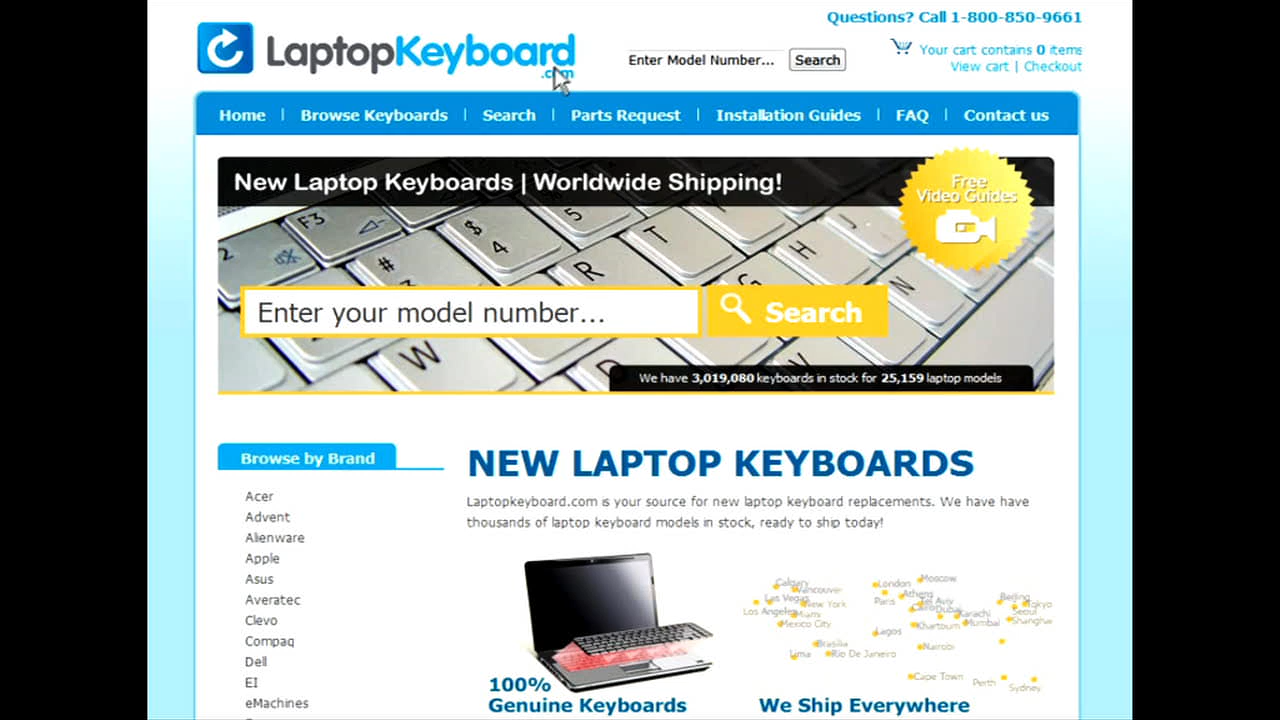 Questions? Call 1-800-850-9661
LaptopKeyboard
.com
Enter Model Number...
Search
Your cart contains 0 items
View cart | Checkout
Home | Browse Keyboards | Search | Parts Request | Installation Guides | FAQ | Contact us
New Laptop Keyboards | Worldwide Shipping!
Free
Video Guides
F3
2
$
4
5
#
T
R
H
G
N
W
D
V
Enter your model number...
Search
We have 3,019,080 keyboards in stock for 25,159 laptop models
Browse by Brand
Acer
Advent
Alienware
Apple
Asus
Averatec
Clevo
Compaq
Dell
EI
eMachines
NEW LAPTOP KEYBOARDS
Laptopkeyboard.com is your source for new laptop keyboard replacements. We have have
thousands of laptop keyboard models in stock, ready to ship today!
100%
Genuine Keyboards
Calgary
Vancouver
Las Vegas
New York
Los Angeles
Miami
Mexico City
Brasilia
Lima
Rio De Janeiro
London
Moscow
Paris
Athens
Tel Aviv
Cairo
Dubai
Karachi
Khartoum
Mumbai
Lagos
Nairobi
Cape Town
Beijing
Tokyo
Seoul
Shanghai
Perth
Sydney
We Ship Everywhere